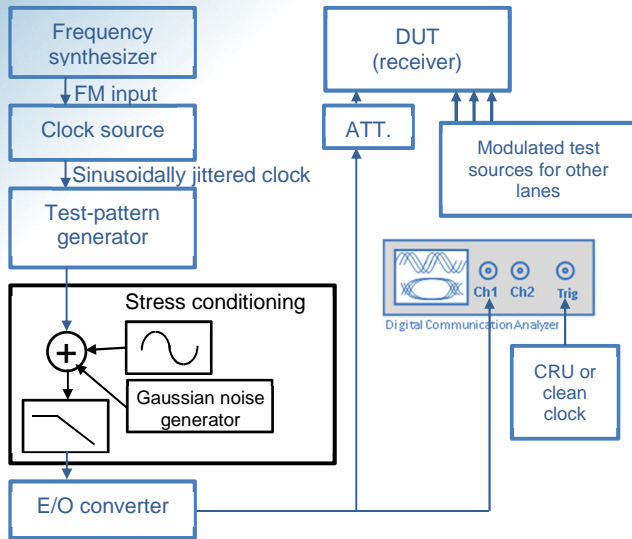 Frequency
synthesizer
FM input
Clock source
Sinusoidally jittered clock
Test-pattern
generator
Stress conditioning
+
Gaussian noise
generator
E/O converter
DUT
(receiver)
ATT.
Modulated test
sources for other
lanes
Ch1 Ch2 Trig
Digital Communication Analyzer
CRU or
clean
clock